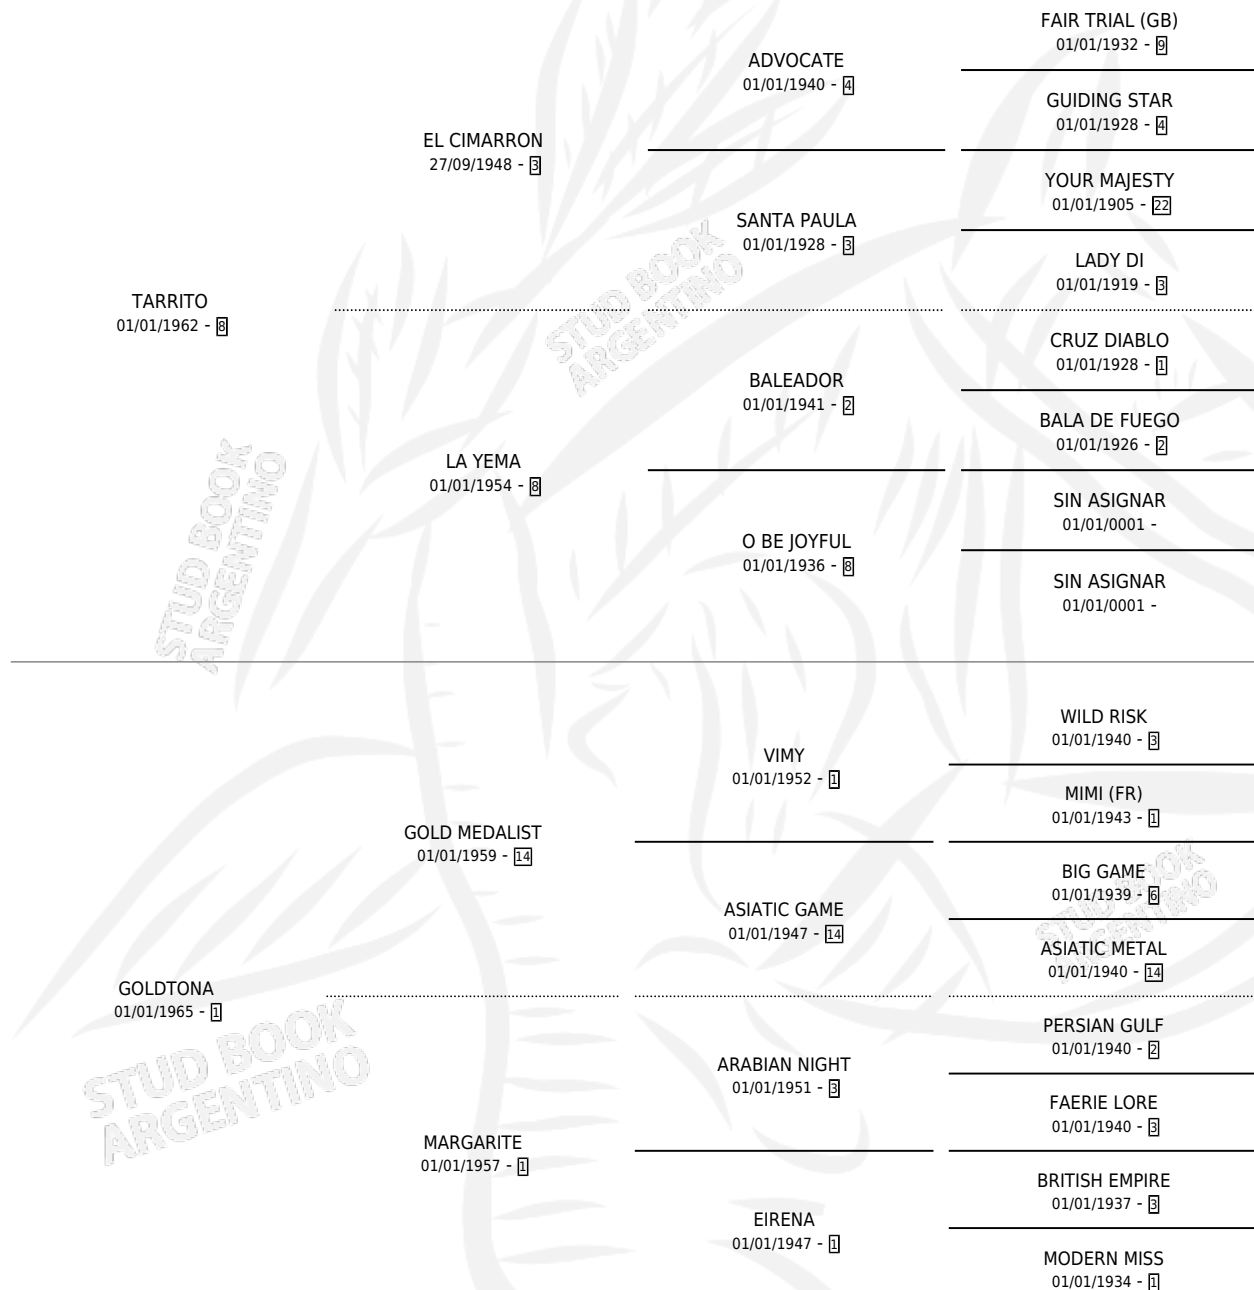 FAIR TRIAL (GB)
01/01/1932 - 9
ADVOCATE
01/01/1940 - 4
GUIDING STAR
01/01/1928 - 4
EL CIMARRON
27/09/1948 - 3
YOUR MAJESTY
01/01/1905 - 22
SANTA PAULA
01/01/1928 - 3
LADY DI
01/01/1919 - 3
TARRITO
01/01/1962 - 8
STUD BOOK
ARGENTINO
CRUZ DIABLO
01/01/1928 - 1
BALEADOR
01/01/1941 - 2
BALA DE FUEGO
01/01/1926 - 2
LA YEMA
01/01/1954 - 8
SIN ASIGNAR
01/01/0001 -
O BE JOYFUL
01/01/1936 - 8
SIN ASIGNAR
01/01/0001 -
STUD BOOK
ARGENTINO
WILD RISK
01/01/1940 - 3
VIMY
01/01/1952 - 1
MIMI (FR)
01/01/1943 - 1
GOLD MEDALIST
01/01/1959 - 14
BIG GAME
01/01/1939 - 6
STUD BOOK
ARGENTINO
ASIATIC GAME
01/01/1947 - 14
ASIATIC METAL
01/01/1940 - 14
GOLDTONA
01/01/1965 - 1
STUD BOOK
ARGENTINO
PERSIAN GULF
01/01/1940 - 2
ARABIAN NIGHT
01/01/1951 - 3
FAERIE LORE
01/01/1940 - 3
MARGARITE
01/01/1957 - 1
BRITISH EMPIRE
01/01/1937 - 3
EIRENA
01/01/1947 - 1
MODERN MISS
01/01/1934 - 1